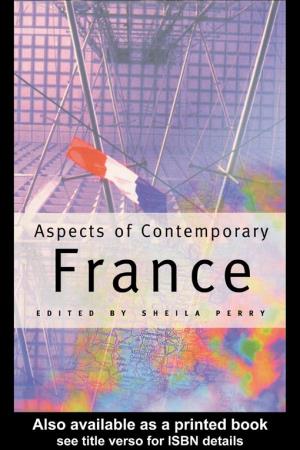 Aspects of Contemporary
France
EDITED BY SHEILA PERRY
Also available as a printed book
see title verso for ISBN details